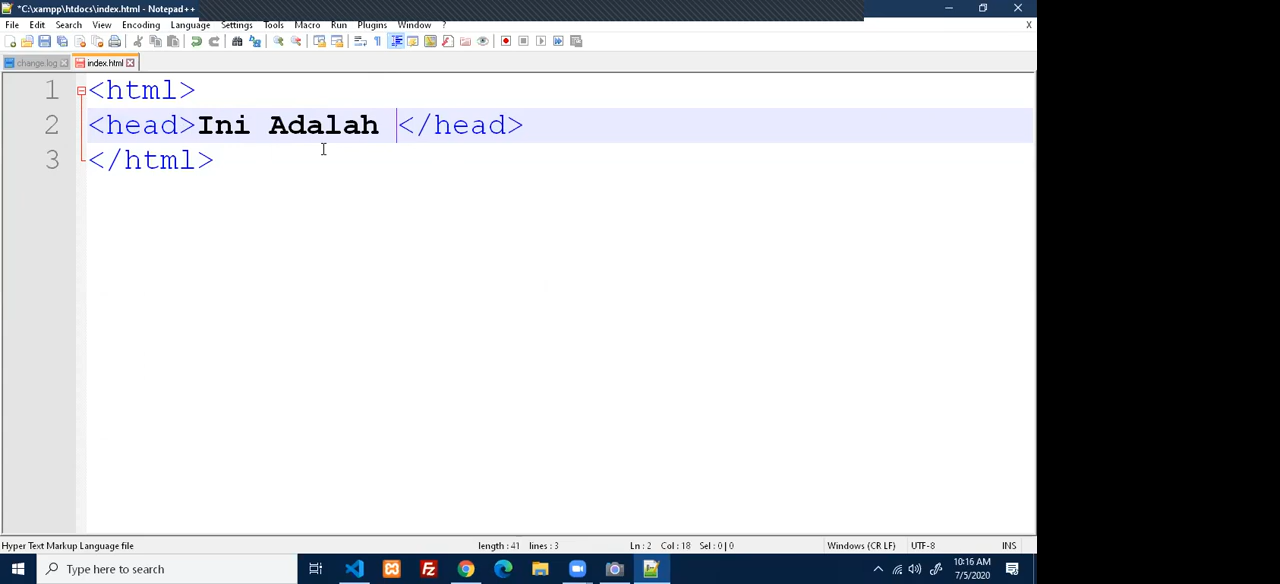 *C:\xampp\htdocs\index.html - Notepad++
File Edit Search View Encoding Language Settings Tools Macro Run Plugins Window ? X
change.log index.html
1 <html>
2 <head>Ini Adalah </head>
3 </html>
Hyper Text Markup Language file length : 41 lines : 3 Ln : 2 Col : 18 Sel : 0 | 0 Windows (CR LF) UTF-8 INS
Type here to search
10:16 AM
7/5/2020